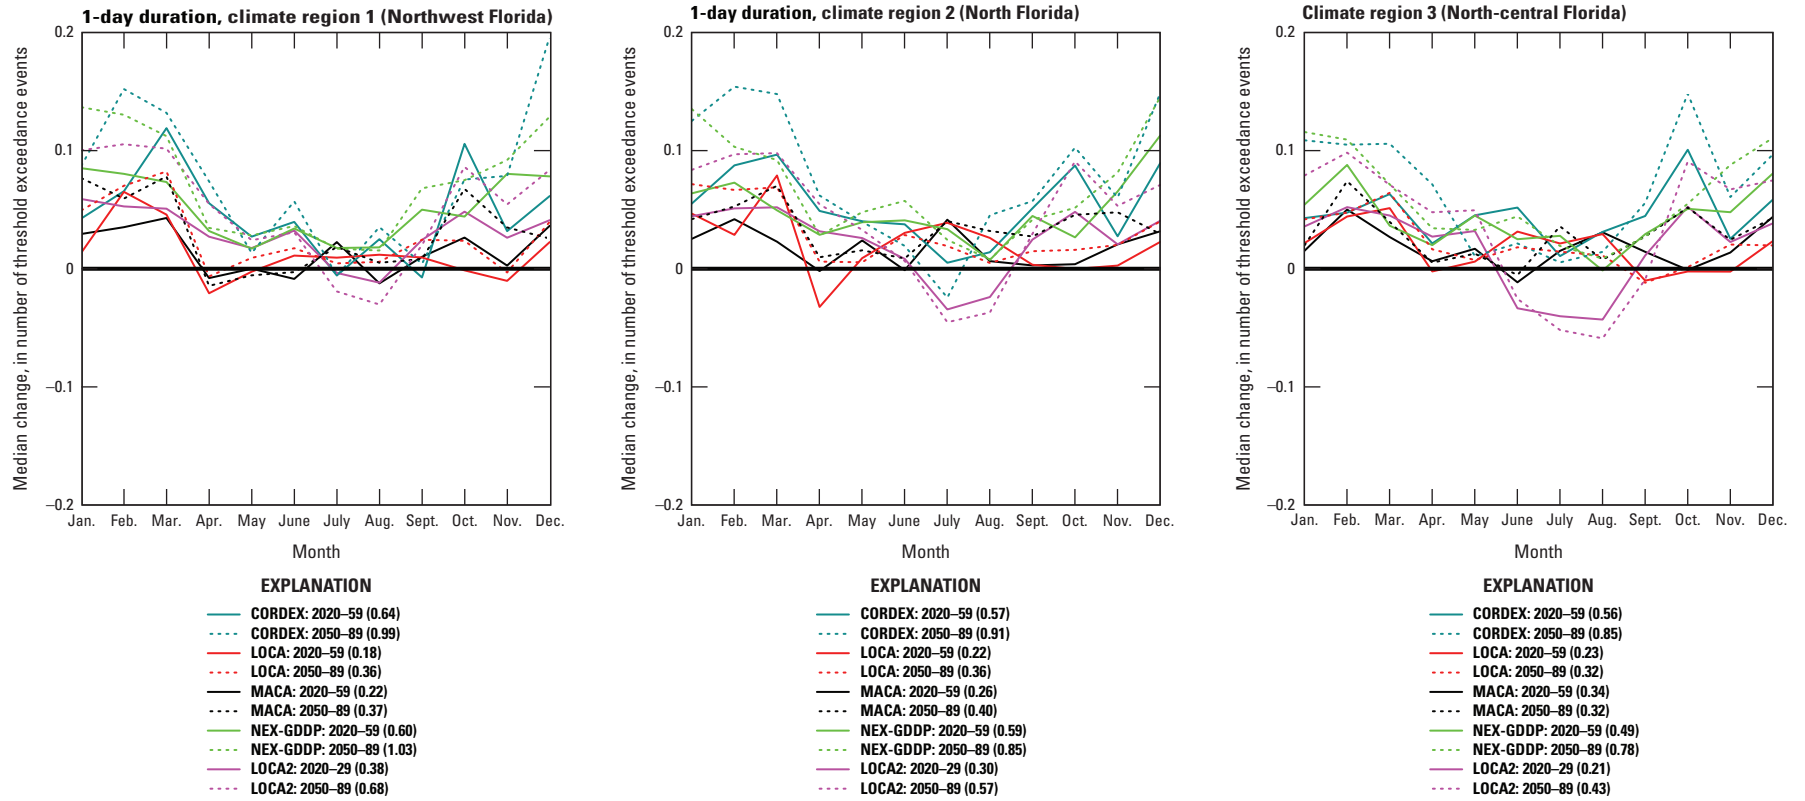 1-day duration, climate region 1 (Northwest Florida)
Median change, in number of threshold exceedance events
0.2
0.1
0
–0.1
–0.2
Jan. Feb. Mar. Apr. May June July Aug. Sept. Oct. Nov. Dec.
Month
EXPLANATION
CORDEX: 2020–59 (0.64)
CORDEX: 2050–89 (0.99)
LOCA: 2020–59 (0.18)
LOCA: 2050–89 (0.36)
MACA: 2020–59 (0.22)
MACA: 2050–89 (0.37)
NEX-GDDP: 2020–59 (0.60)
NEX-GDDP: 2050–89 (1.03)
LOCA2: 2020–29 (0.38)
LOCA2: 2050–89 (0.68)
1-day duration, climate region 2 (North Florida)
Median change, in number of threshold exceedance events
0.2
0.1
0
–0.1
–0.2
Jan. Feb. Mar. Apr. May June July Aug. Sept. Oct. Nov. Dec.
Month
EXPLANATION
CORDEX: 2020–59 (0.57)
CORDEX: 2050–89 (0.91)
LOCA: 2020–59 (0.22)
LOCA: 2050–89 (0.36)
MACA: 2020–59 (0.26)
MACA: 2050–89 (0.40)
NEX-GDDP: 2020–59 (0.59)
NEX-GDDP: 2050–89 (0.85)
LOCA2: 2020–29 (0.30)
LOCA2: 2050–89 (0.57)
Climate region 3 (North-central Florida)
Median change, in number of threshold exceedance events
0.2
0.1
0
–0.1
–0.2
Jan. Feb. Mar. Apr. May June July Aug. Sept. Oct. Nov. Dec.
Month
EXPLANATION
CORDEX: 2020–59 (0.56)
CORDEX: 2050–89 (0.85)
LOCA: 2020–59 (0.23)
LOCA: 2050–89 (0.32)
MACA: 2020–59 (0.34)
MACA: 2050–89 (0.32)
NEX-GDDP: 2020–59 (0.49)
NEX-GDDP: 2050–89 (0.78)
LOCA2: 2020–29 (0.21)
LOCA2: 2050–89 (0.43)